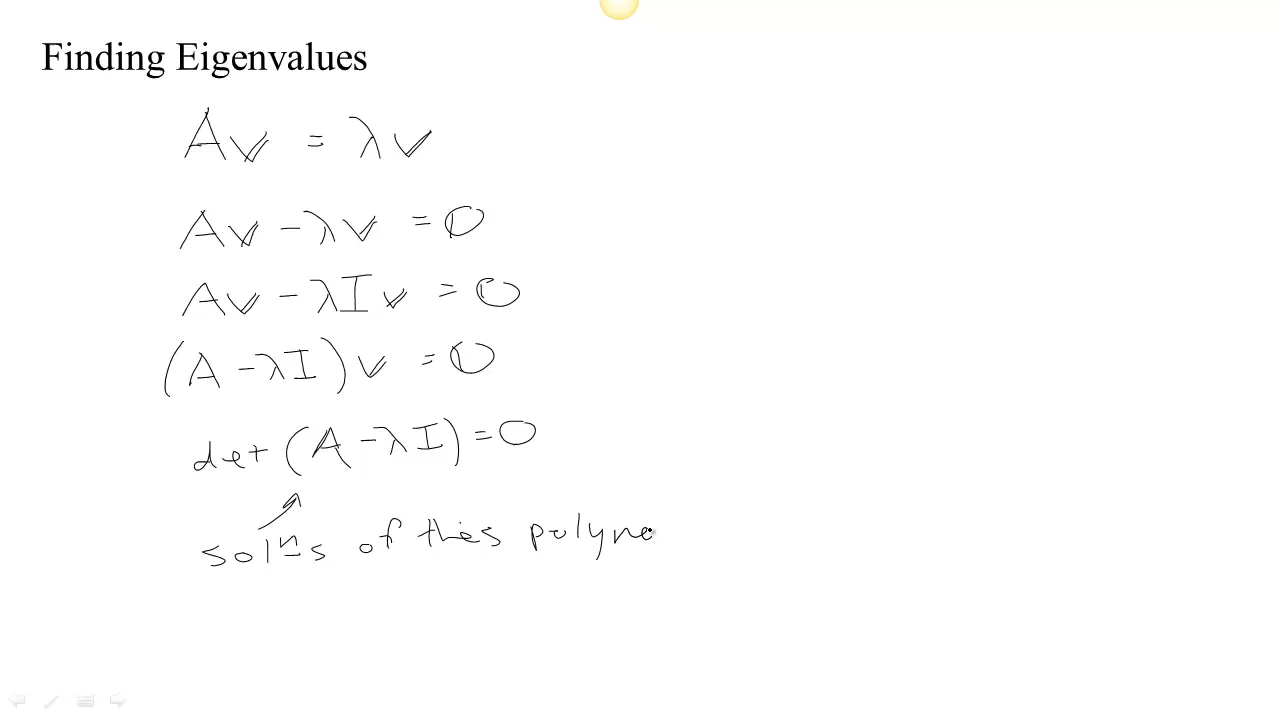 Finding Eigenvalues
Av = λv
Av - λv = 0
Av - λIv = 0
(A - λI)v = 0
det (A - λI) = 0
solⁿs of this polyno